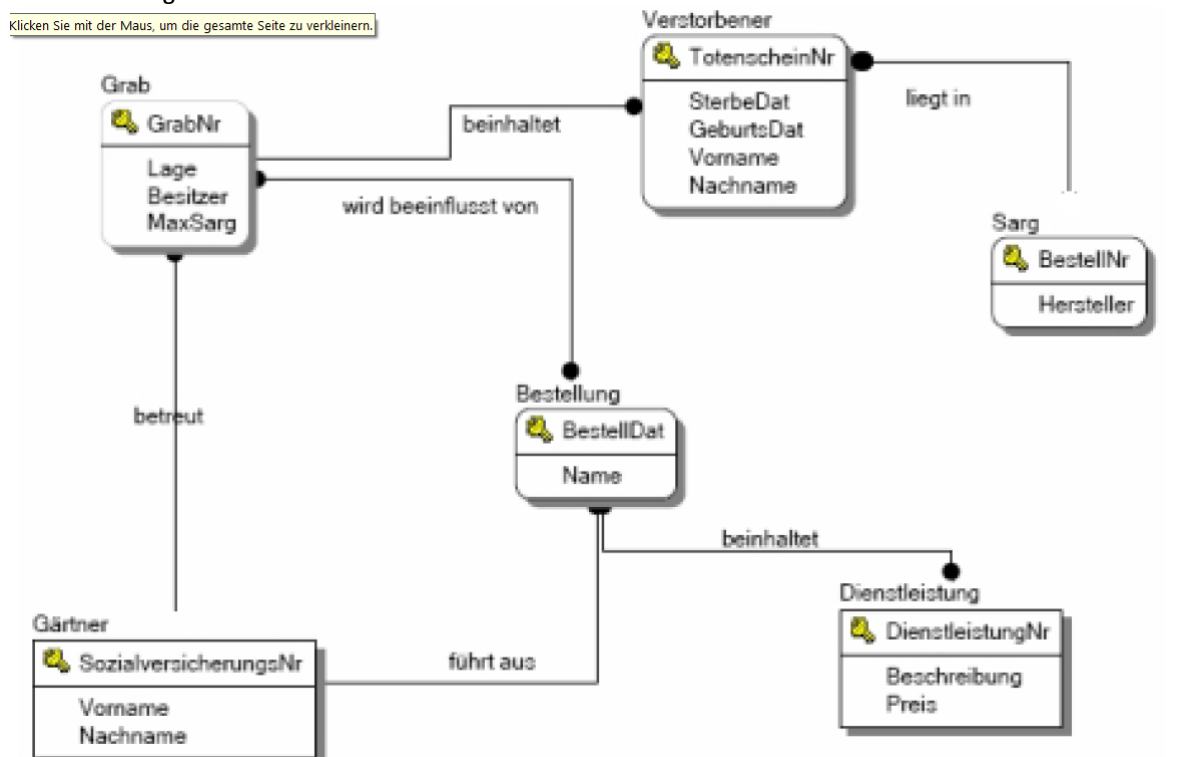 Klicken Sie mit der Maus, um die gesamte Seite zu verkleinern.
Verstorbener
TotenscheinNr
SterbeDat
GeburtsDat
Vorname
Nachname
liegt in
Grab
GrabNr
Lage
Besitzer
MaxSarg
beinhaltet
wird beeinflusst von
Sarg
BestellNr
Hersteller
betreut
Bestellung
BestellDat
Name
beinhaltet
Dienstleistung
DienstleistungNr
Beschreibung
Preis
Gärtner
SozialversicherungsNr
Vorname
Nachname
führt aus